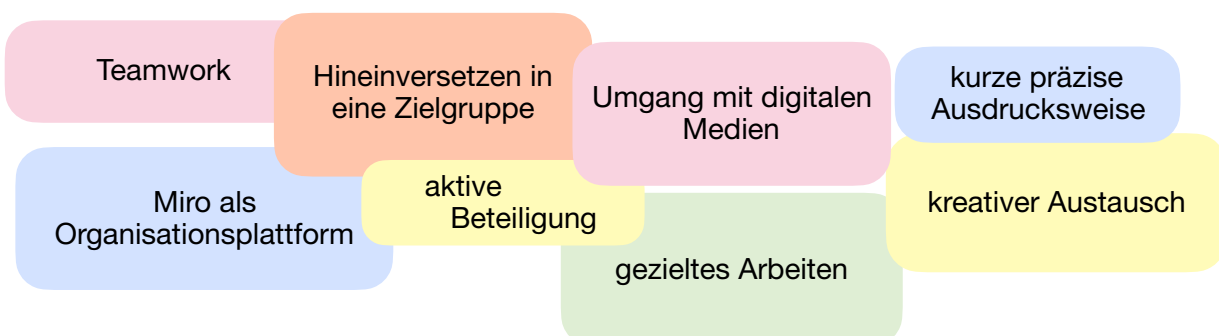 Teamwork
Hineinversetzen in
eine Zielgruppe
Umgang mit digitalen
Medien
kurze präzise
Ausdrucksweise
Miro als
Organisationsplattform
aktive
Beteiligung
gezieltes Arbeiten
kreativer Austausch